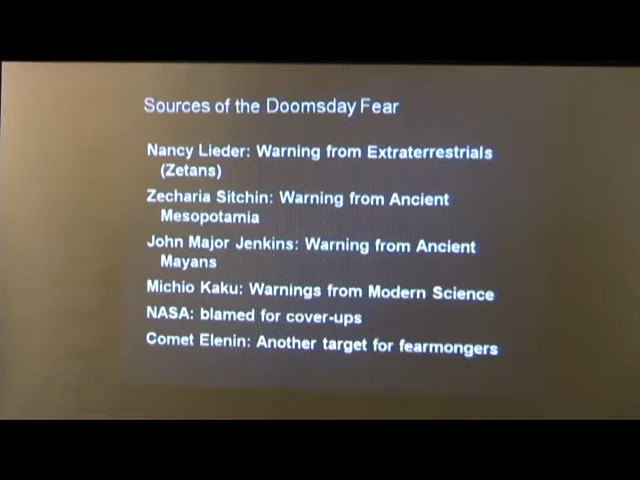 Sources of the Doomsday Fear
Nancy Lieder: Warning from Extraterrestrials
(Zetans)
Zecharia Sitchin: Warning from Ancient
Mesopotamia
John Major Jenkins: Warning from Ancient
Mayans
Michio Kaku: Warnings from Modern Science
NASA: blamed for cover-ups
Comet Elenin: Another target for fearmongers